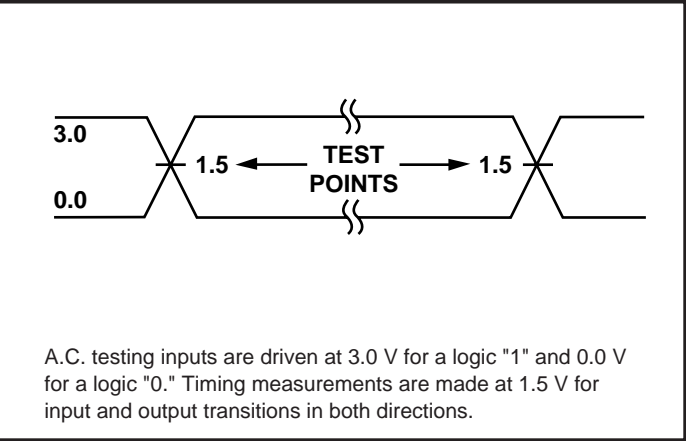 3.0
1.5
TEST
POINTS
1.5
0.0
A.C. testing inputs are driven at 3.0 V for a logic "1" and 0.0 V
for a logic "0." Timing measurements are made at 1.5 V for
input and output transitions in both directions.